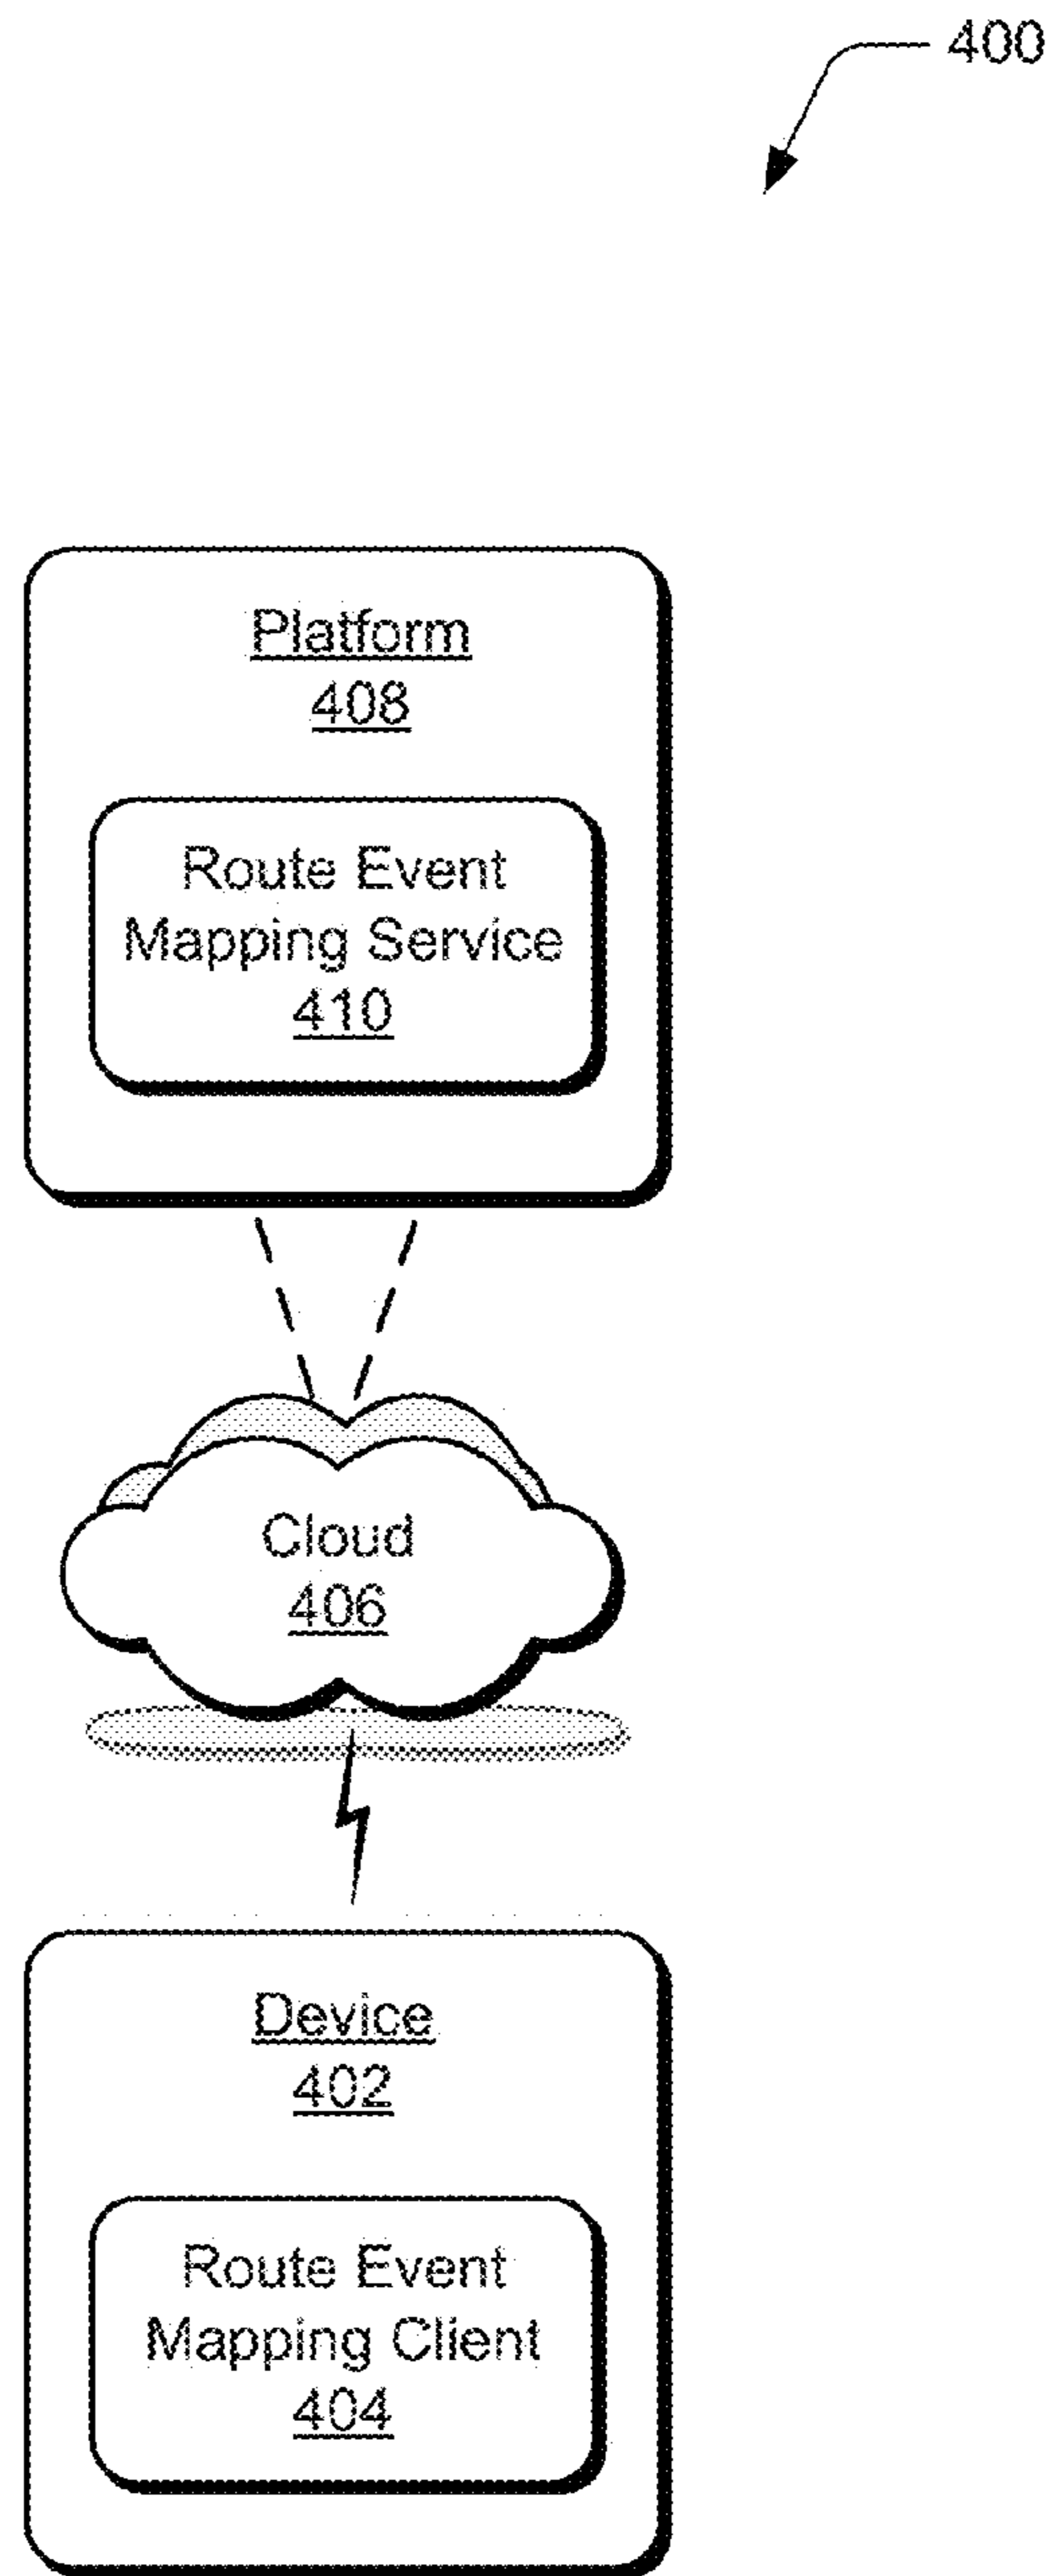 400
Platform
408
Route Event
Mapping Service
410
Cloud
406
Device
402
Route Event
Mapping Client
404